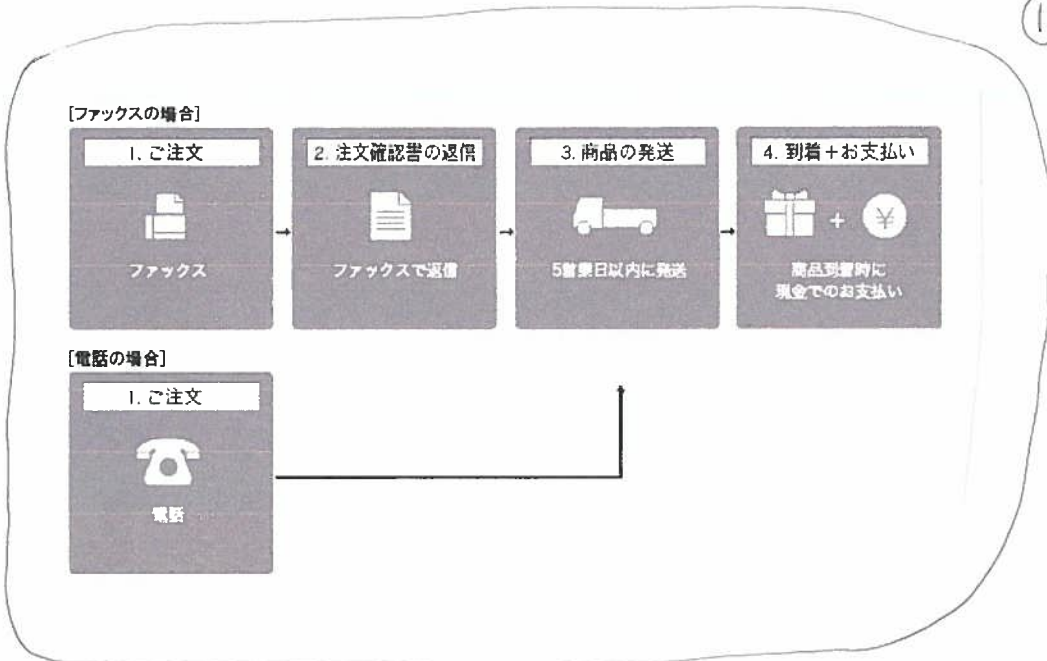 ①
[ファックスの場合]
1. ご注文
ファックス
2. 注文確認書の返信
ファックスで返信
3. 商品の発送
5営業日以内に発送
4. 到着+お支払い
+ ¥
商品到着時に
現金でのお支払い
[電話の場合]
1. ご注文
電話